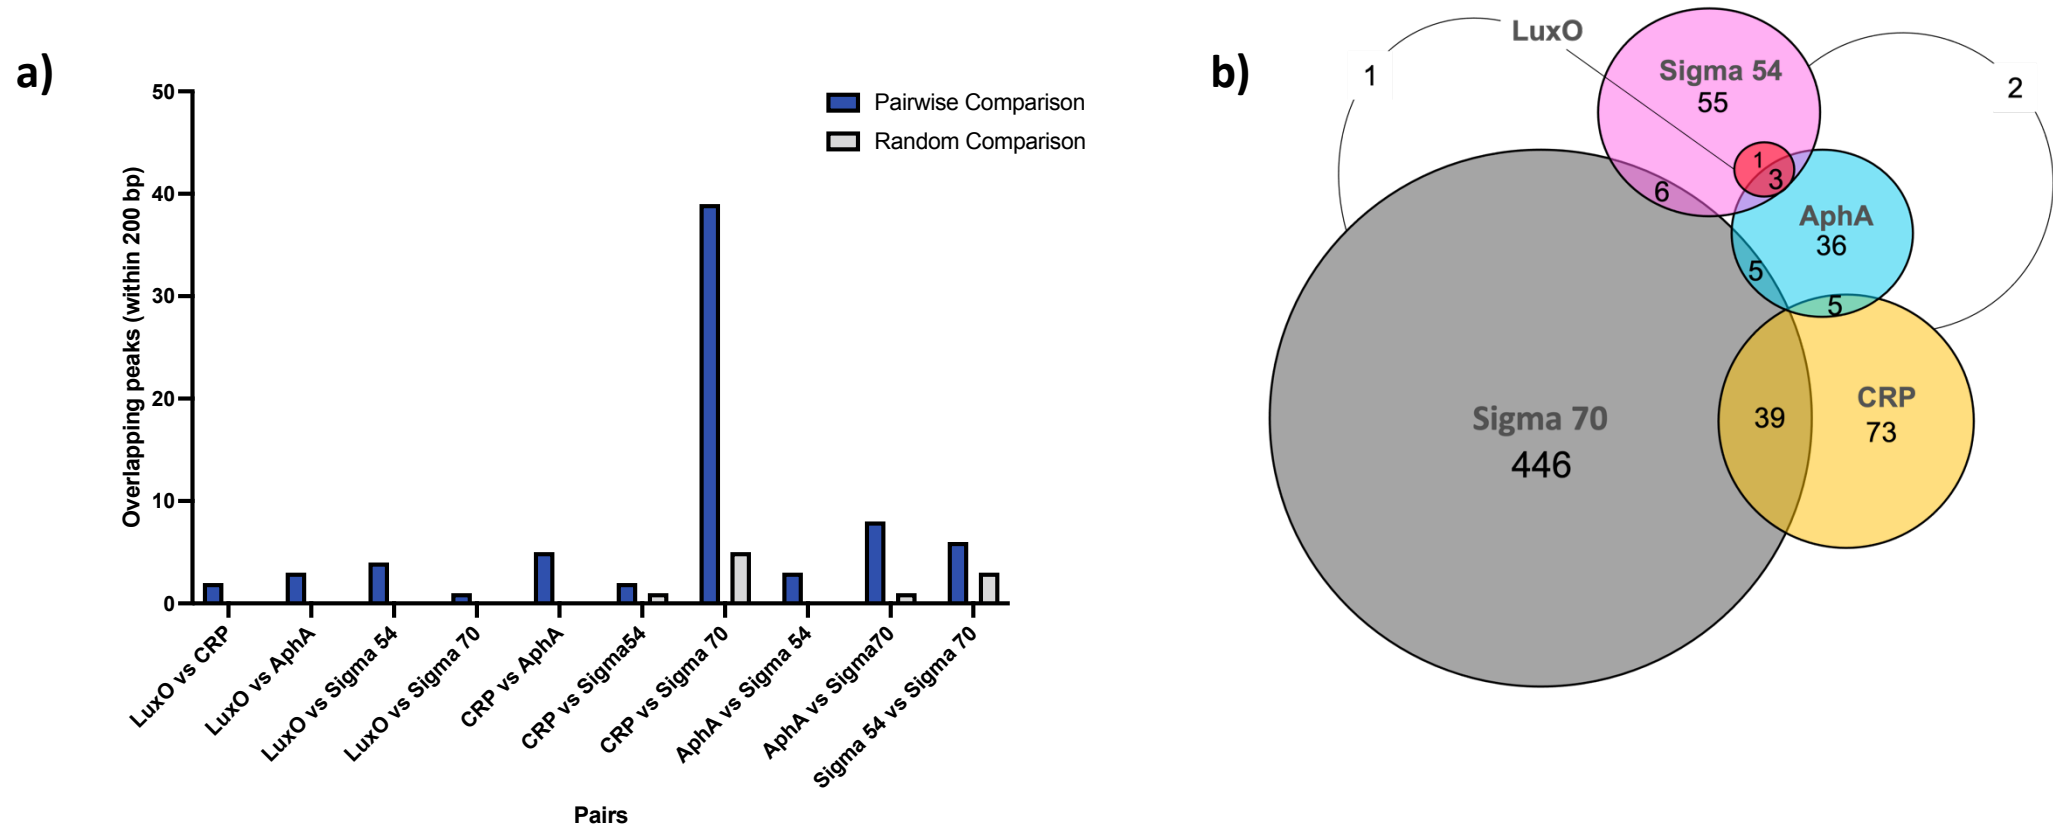 a)
Overlapping peaks (within 200 bp)
50
40
30
20
10
0
Pairwise Comparison
Random Comparison
LuxO vs CRP
LuxO vs AphA
LuxO vs Sigma 54
LuxO vs Sigma 70
CRP vs AphA
CRP vs Sigma54
CRP vs Sigma 70
AphA vs Sigma 54
AphA vs Sigma70
Sigma 54 vs Sigma 70
Pairs
b)
LuxO
1
Sigma 54
55
2
1
3
6
AphA
36
5
5
Sigma 70
446
39
CRP
73